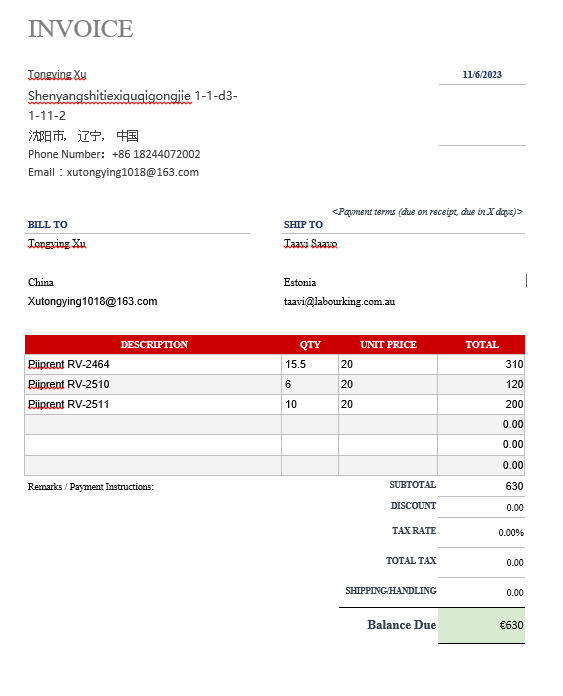 INVOICE
Tongying Xu
11/6/2023
Shenyangshitiexiquqigongjie 1-1-d3-
1-11-2
沈阳市， 辽宁， 中国
Phone Number： +86 18244072002
Email：xutongying1018@163.com
<Payment terms (due on receipt, due in X days)>
BILL TO SHIP TO
Tongying Xu Taavi Saavo
China Estonia
Xutongying1018@163.com taavi@labourking.com.au
DESCRIPTION QTY UNIT PRICE TOTAL
Piiprent RV-2464 15.5 20 310
Piiprent RV-2510 6 20 120
Piiprent RV-2511 10 20 200
0.00
0.00
0.00
Remarks / Payment Instructions: SUBTOTAL 630
DISCOUNT 0.00
TAX RATE 0.00%
TOTAL TAX 0.00
SHIPPING/HANDLING 0.00
Balance Due €630